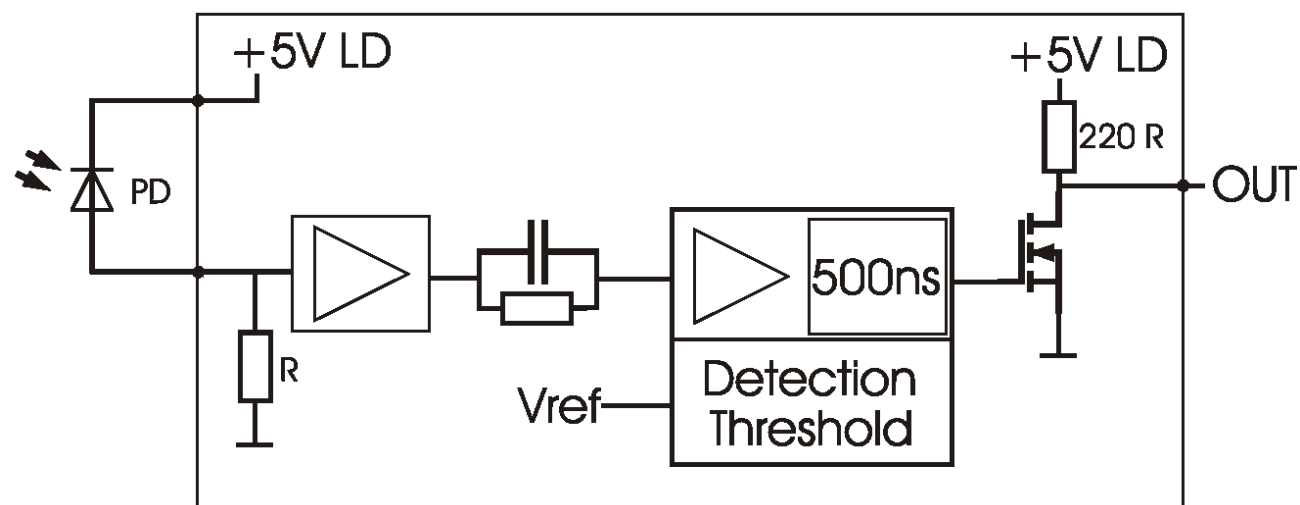 +5V LD
+5V LD
220 R
OUT
PD
500ns
R
Detection
Threshold
Vref